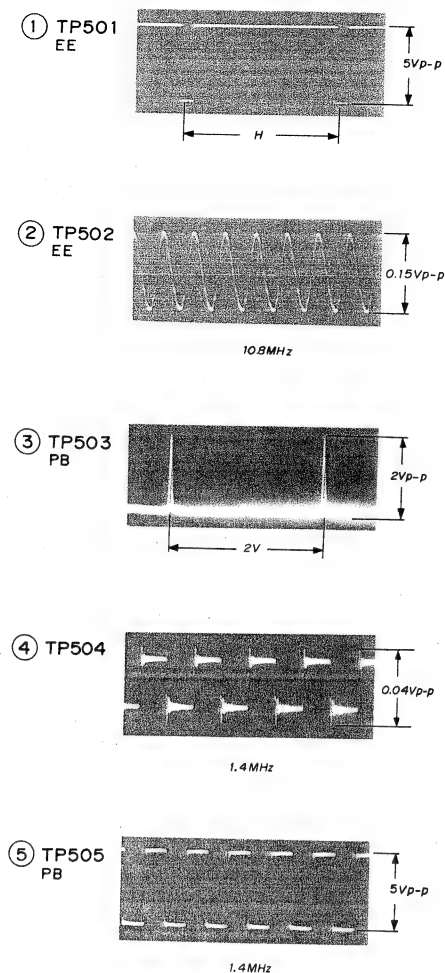 ① TP501
EE
5Vp-p
H
② TP502
EE
0.15Vp-p
10.8MHz
③ TP503
PB
2Vp-p
2V
④ TP504
0.04Vp-p
1.4MHz
⑤ TP505
PB
5Vp-p
1.4MHz